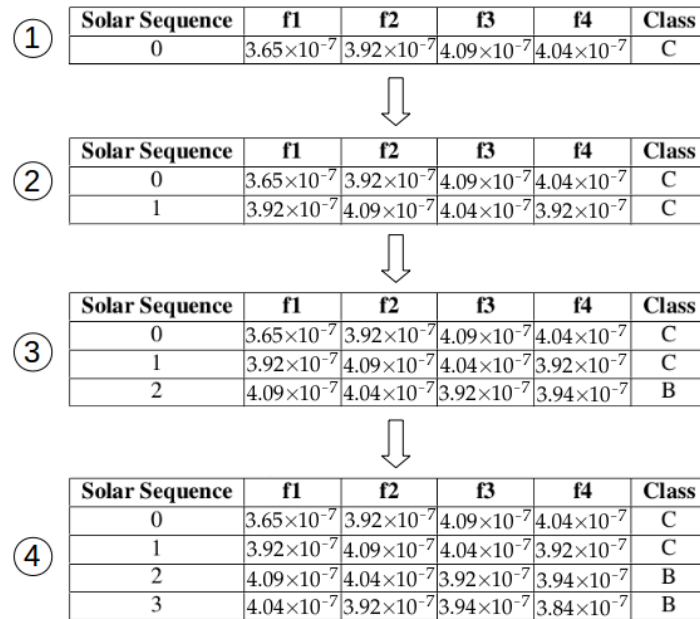 ①
Solar Sequence f1 f2 f3 f4 Class
0 3.65×10⁻⁷ 3.92×10⁻⁷ 4.09×10⁻⁷ 4.04×10⁻⁷ C
②
Solar Sequence f1 f2 f3 f4 Class
0 3.65×10⁻⁷ 3.92×10⁻⁷ 4.09×10⁻⁷ 4.04×10⁻⁷ C
1 3.92×10⁻⁷ 4.09×10⁻⁷ 4.04×10⁻⁷ 3.92×10⁻⁷ C
③
Solar Sequence f1 f2 f3 f4 Class
0 3.65×10⁻⁷ 3.92×10⁻⁷ 4.09×10⁻⁷ 4.04×10⁻⁷ C
1 3.92×10⁻⁷ 4.09×10⁻⁷ 4.04×10⁻⁷ 3.92×10⁻⁷ C
2 4.09×10⁻⁷ 4.04×10⁻⁷ 3.92×10⁻⁷ 3.94×10⁻⁷ B
④
Solar Sequence f1 f2 f3 f4 Class
0 3.65×10⁻⁷ 3.92×10⁻⁷ 4.09×10⁻⁷ 4.04×10⁻⁷ C
1 3.92×10⁻⁷ 4.09×10⁻⁷ 4.04×10⁻⁷ 3.92×10⁻⁷ C
2 4.09×10⁻⁷ 4.04×10⁻⁷ 3.92×10⁻⁷ 3.94×10⁻⁷ B
3 4.04×10⁻⁷ 3.92×10⁻⁷ 3.94×10⁻⁷ 3.84×10⁻⁷ B